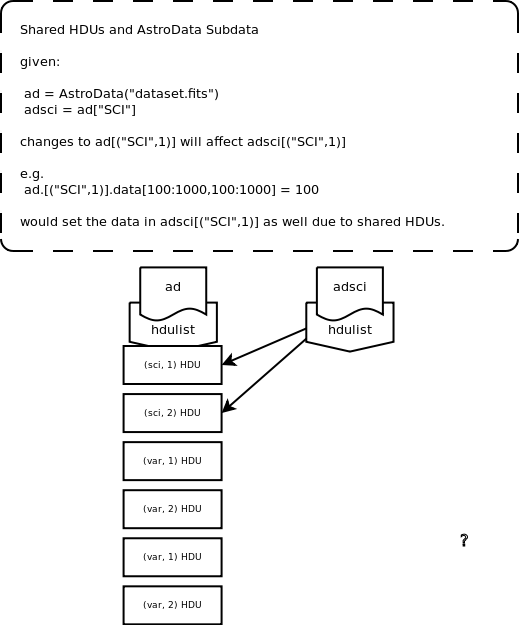 Shared HDUs and AstroData Subdata
given:
ad = AstroData("dataset.fits")
adsci = ad["SCI"]
changes to ad[("SCI",1)] will affect adsci[("SCI",1)]
e.g.
ad.[("SCI",1)].data[100:1000,100:1000] = 100
would set the data in adsci[("SCI",1)] as well due to shared HDUs.
ad
adsci
hdulist
hdulist
(sci, 1) HDU
(sci, 2) HDU
(var, 1) HDU
(var, 2) HDU
?
(var, 1) HDU
(var, 2) HDU